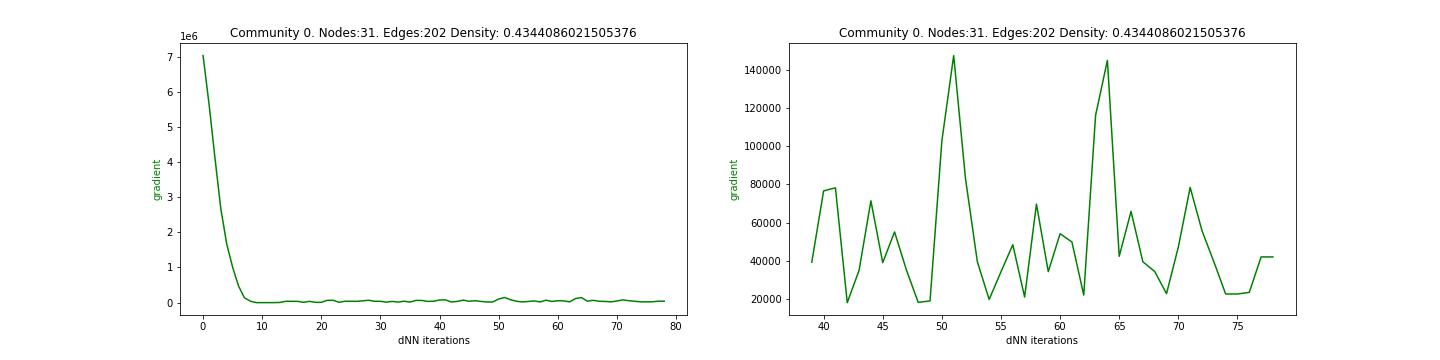 Community 0. Nodes:31. Edges:202 Density: 0.4344086021505376
1e6
7
6
5
4
3
2
1
0
gradient
0 10 20 30 40 50 60 70 80
dNN iterations
Community 0. Nodes:31. Edges:202 Density: 0.4344086021505376
140000
120000
100000
80000
60000
40000
20000
gradient
40 45 50 55 60 65 70 75
dNN iterations